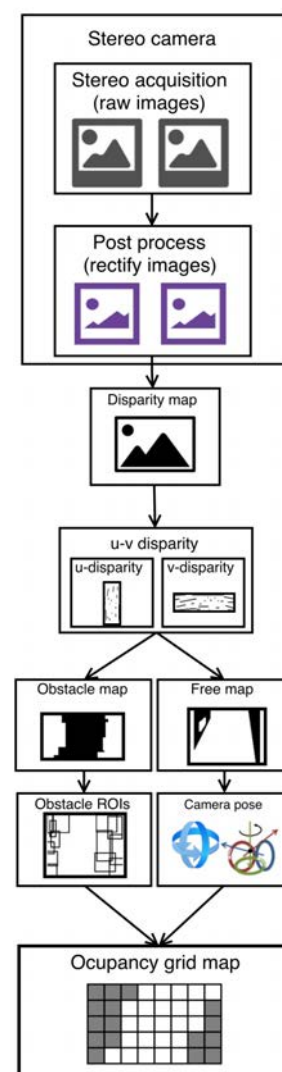 Stereo camera
Stereo acquisition
(raw images)
Post process
(rectify images)
Disparity map
u-v disparity
u-disparity
v-disparity
Obstacle map
Free map
Obstacle ROIs
Camera pose
Ocupancy grid map